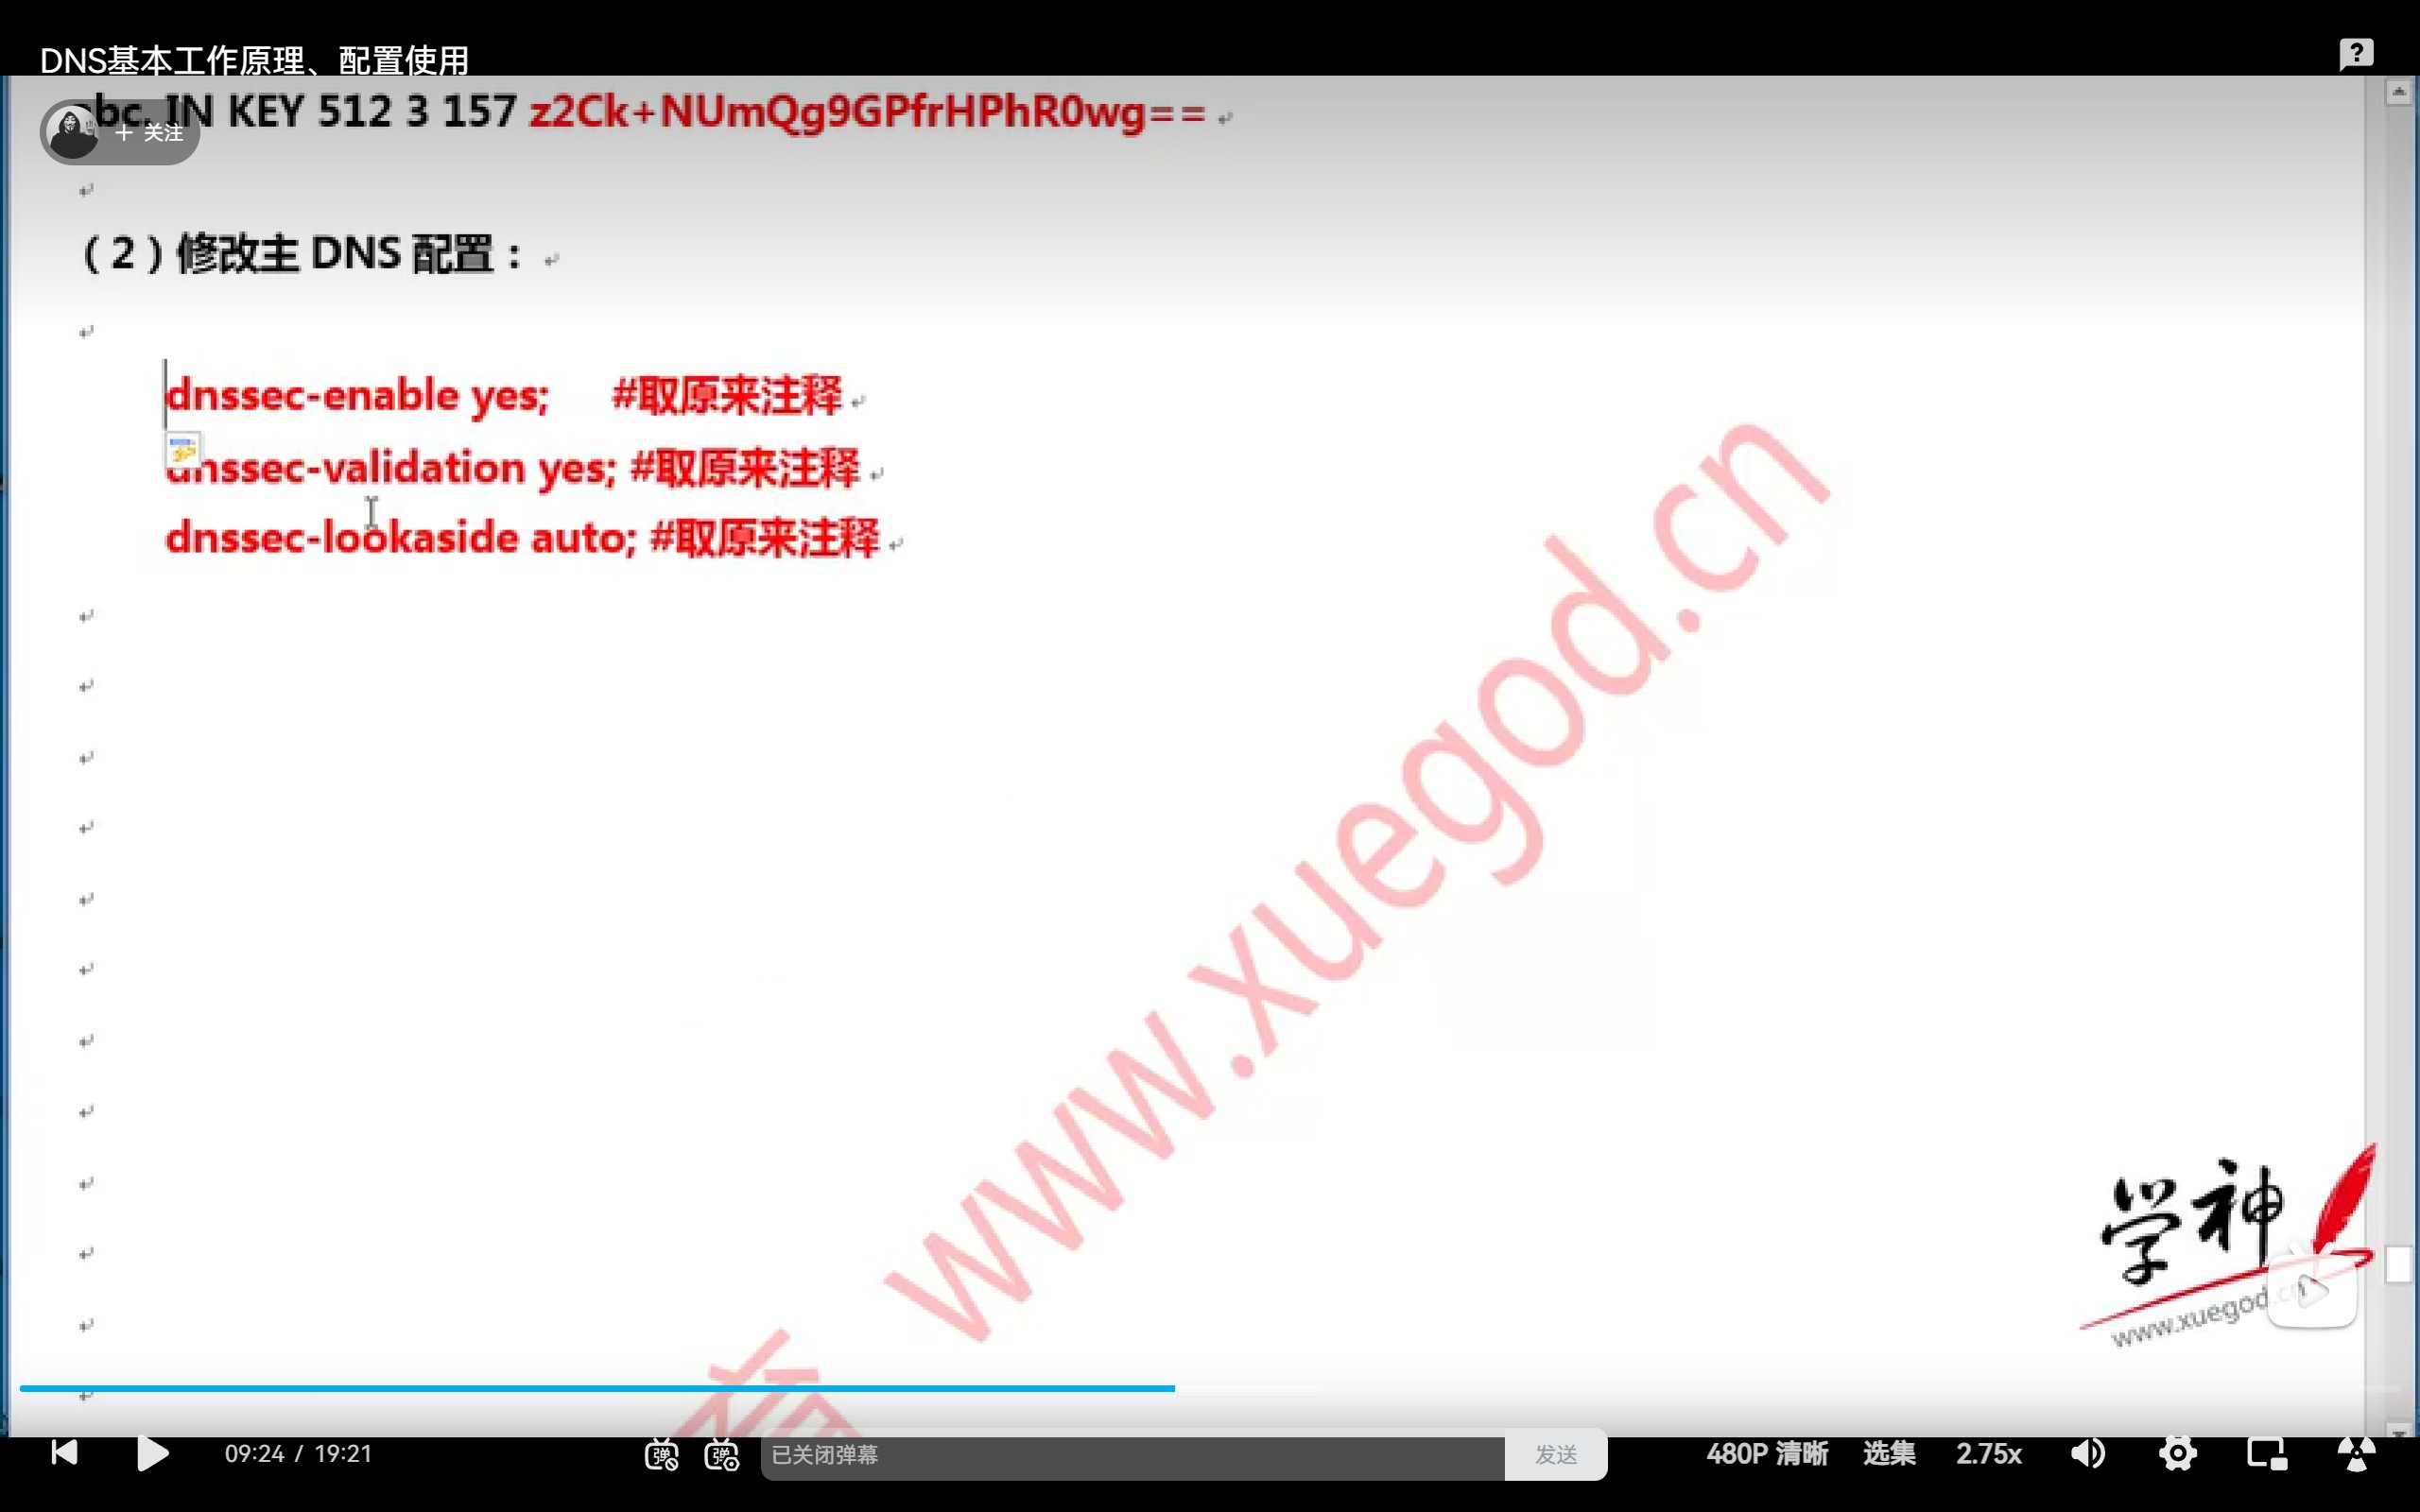 DNS基本工作原理、配置使用
abc. IN KEY 512 3 157 z2Ck+NUmQg9GPfrHPhR0wg==
+ 关注
（2）修改主 DNS 配置：
dnssec-enable yes; #取原来注释
dnssec-validation yes; #取原来注释
dnssec-lookaside auto; #取原来注释
www.xuegod.cn
育
学神
www.xuegod.cn
09:24 / 19:21
弹
弹
已关闭弹幕
发送
480P 清晰
选集
2.75x